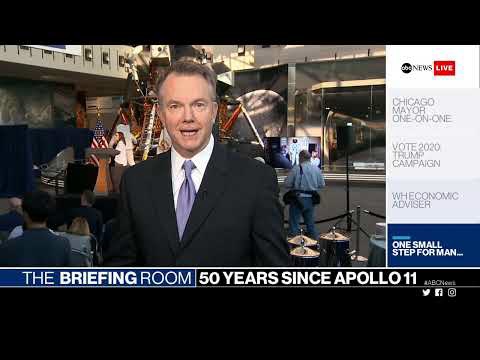 abc NEWS LIVE
CHICAGO
MAYOR
ONE-ON-ONE
VOTE 2020:
TRUMP
CAMPAIGN
WH ECONOMIC
ADVISER
ONE SMALL
STEP FOR MAN...
THE BRIEFING ROOM 50 YEARS SINCE APOLLO 11
#ABCNews